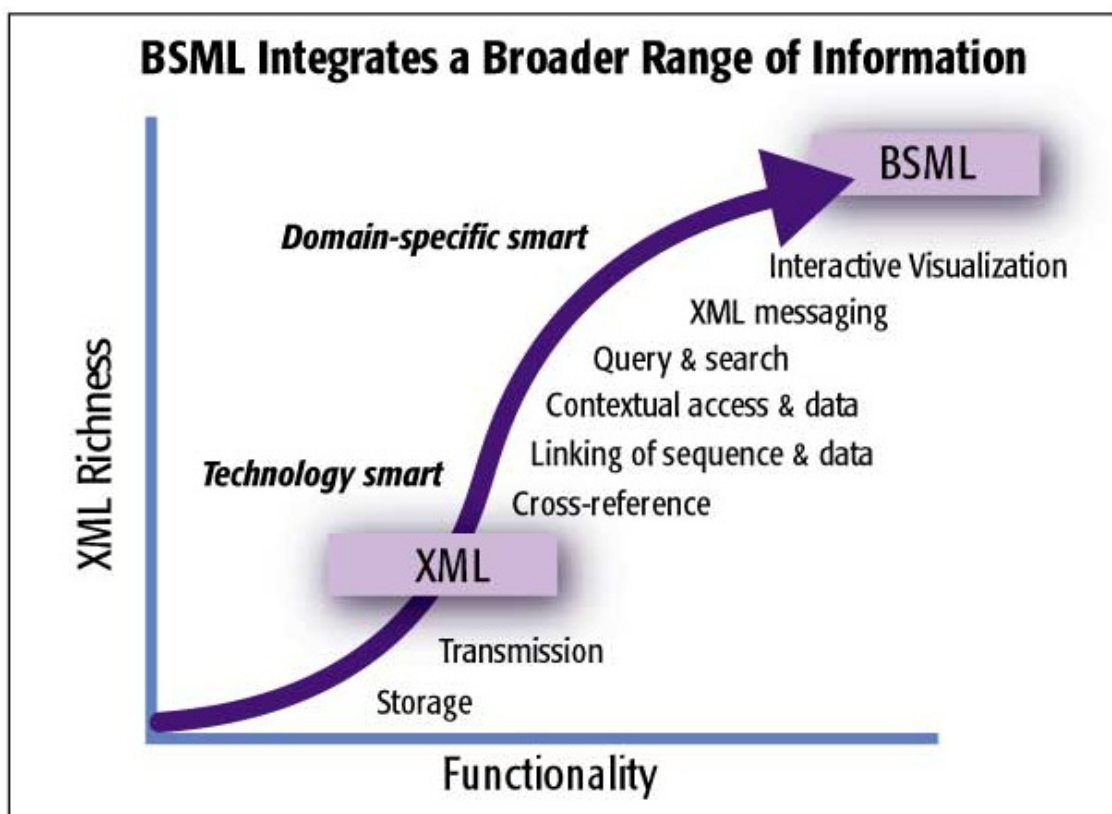 BSML Integrates a Broader Range of Information
BSML
Domain-specific smart
Interactive Visualization
XML messaging
Query & search
Contextual access & data
Linking of sequence & data
Technology smart
Cross-reference
XML
Transmission
Storage
XML Richness
Functionality